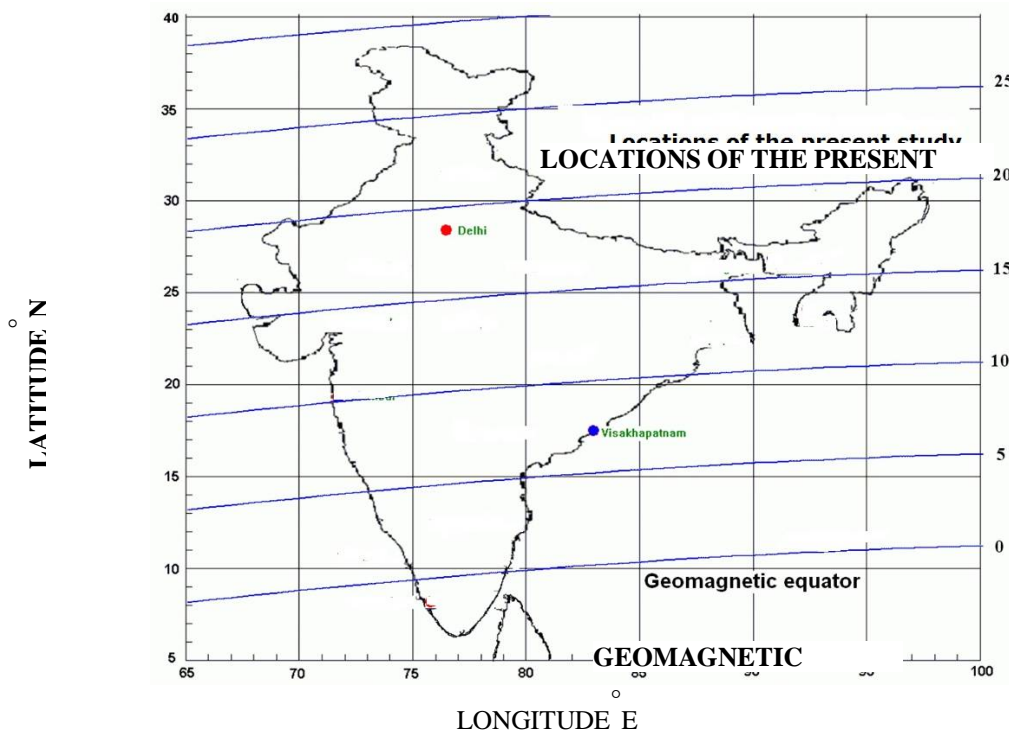 40
25
35
Locations of the present study
LOCATIONS OF THE PRESENT
20
30
Delhi
15
25
10
20
Visakhapatnam
5
15
0
10
Geomagnetic equator
5
GEOMAGNETIC
65 70 75 80 85 90 95 100
LATITUDE °N
LONGITUDE °E